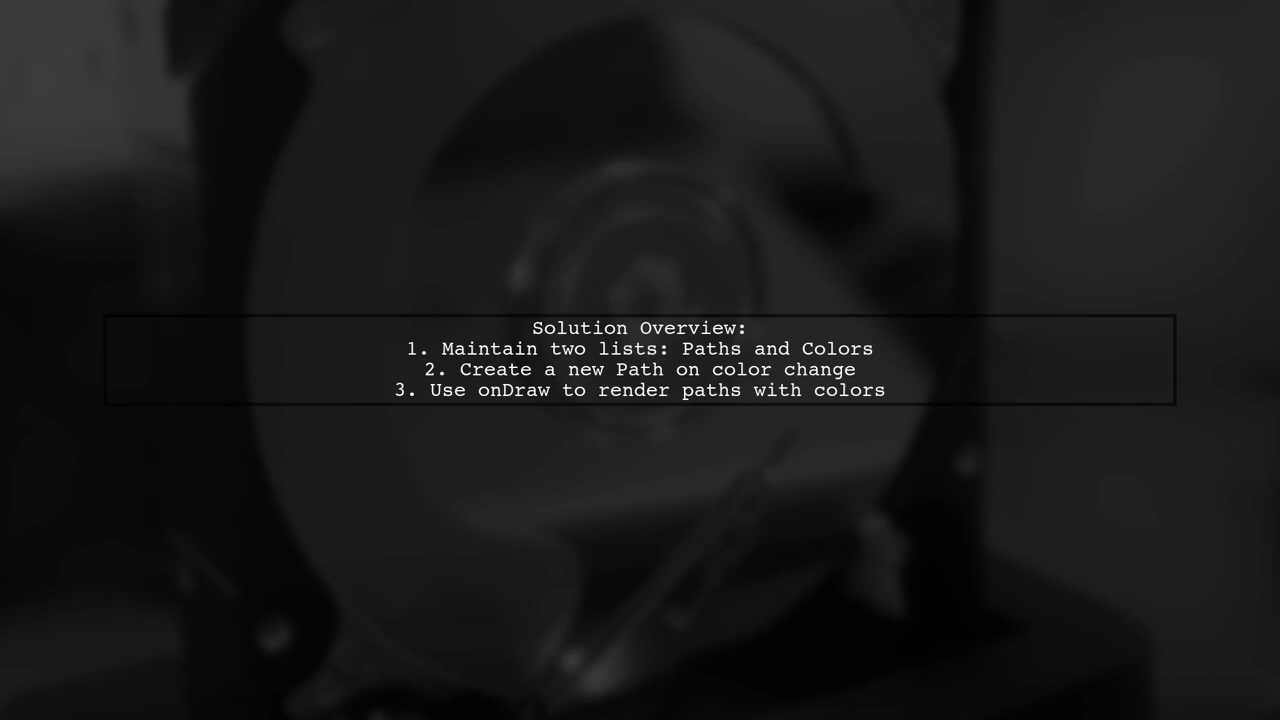 Solution Overview:
1. Maintain two lists: Paths and Colors
2. Create a new Path on color change
3. Use onDraw to render paths with colors